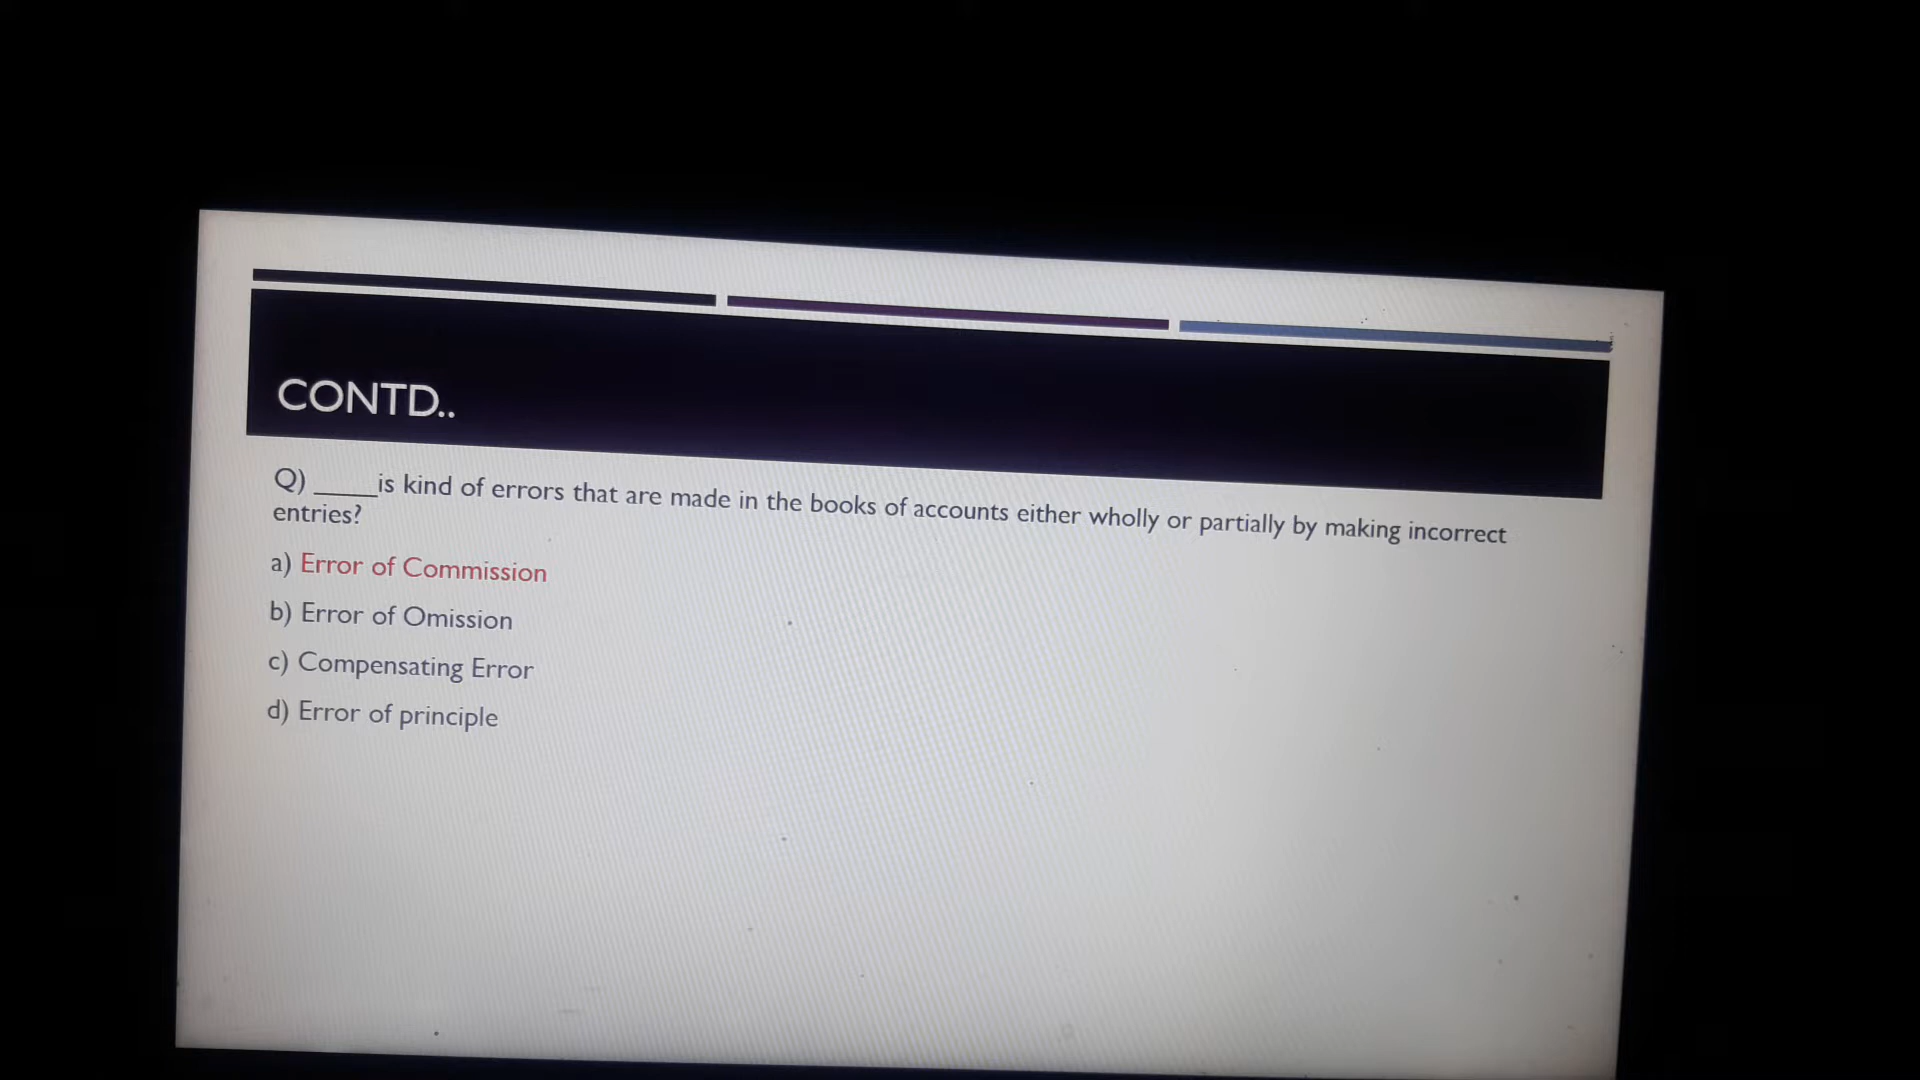 CONTD..
Q) _____is kind of errors that are made in the books of accounts either wholly or partially by making incorrect
entries?
a) Error of Commission
b) Error of Omission
c) Compensating Error
d) Error of principle